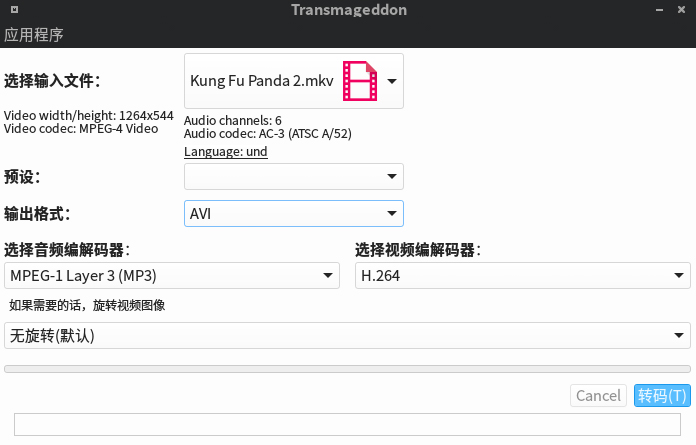 Transmageddon
应用程序
选择输入文件：
Kung Fu Panda 2.mkv
Video width/height: 1264x544
Video codec: MPEG-4 Video
Audio channels: 6
Audio codec: AC-3 (ATSC A/52)
Language: und
预设：
输出格式：
AVI
选择音频编解码器：
选择视频编解码器：
MPEG-1 Layer 3 (MP3)
H.264
如果需要的话，旋转视频图像
无旋转(默认)
Cancel
转码(T)